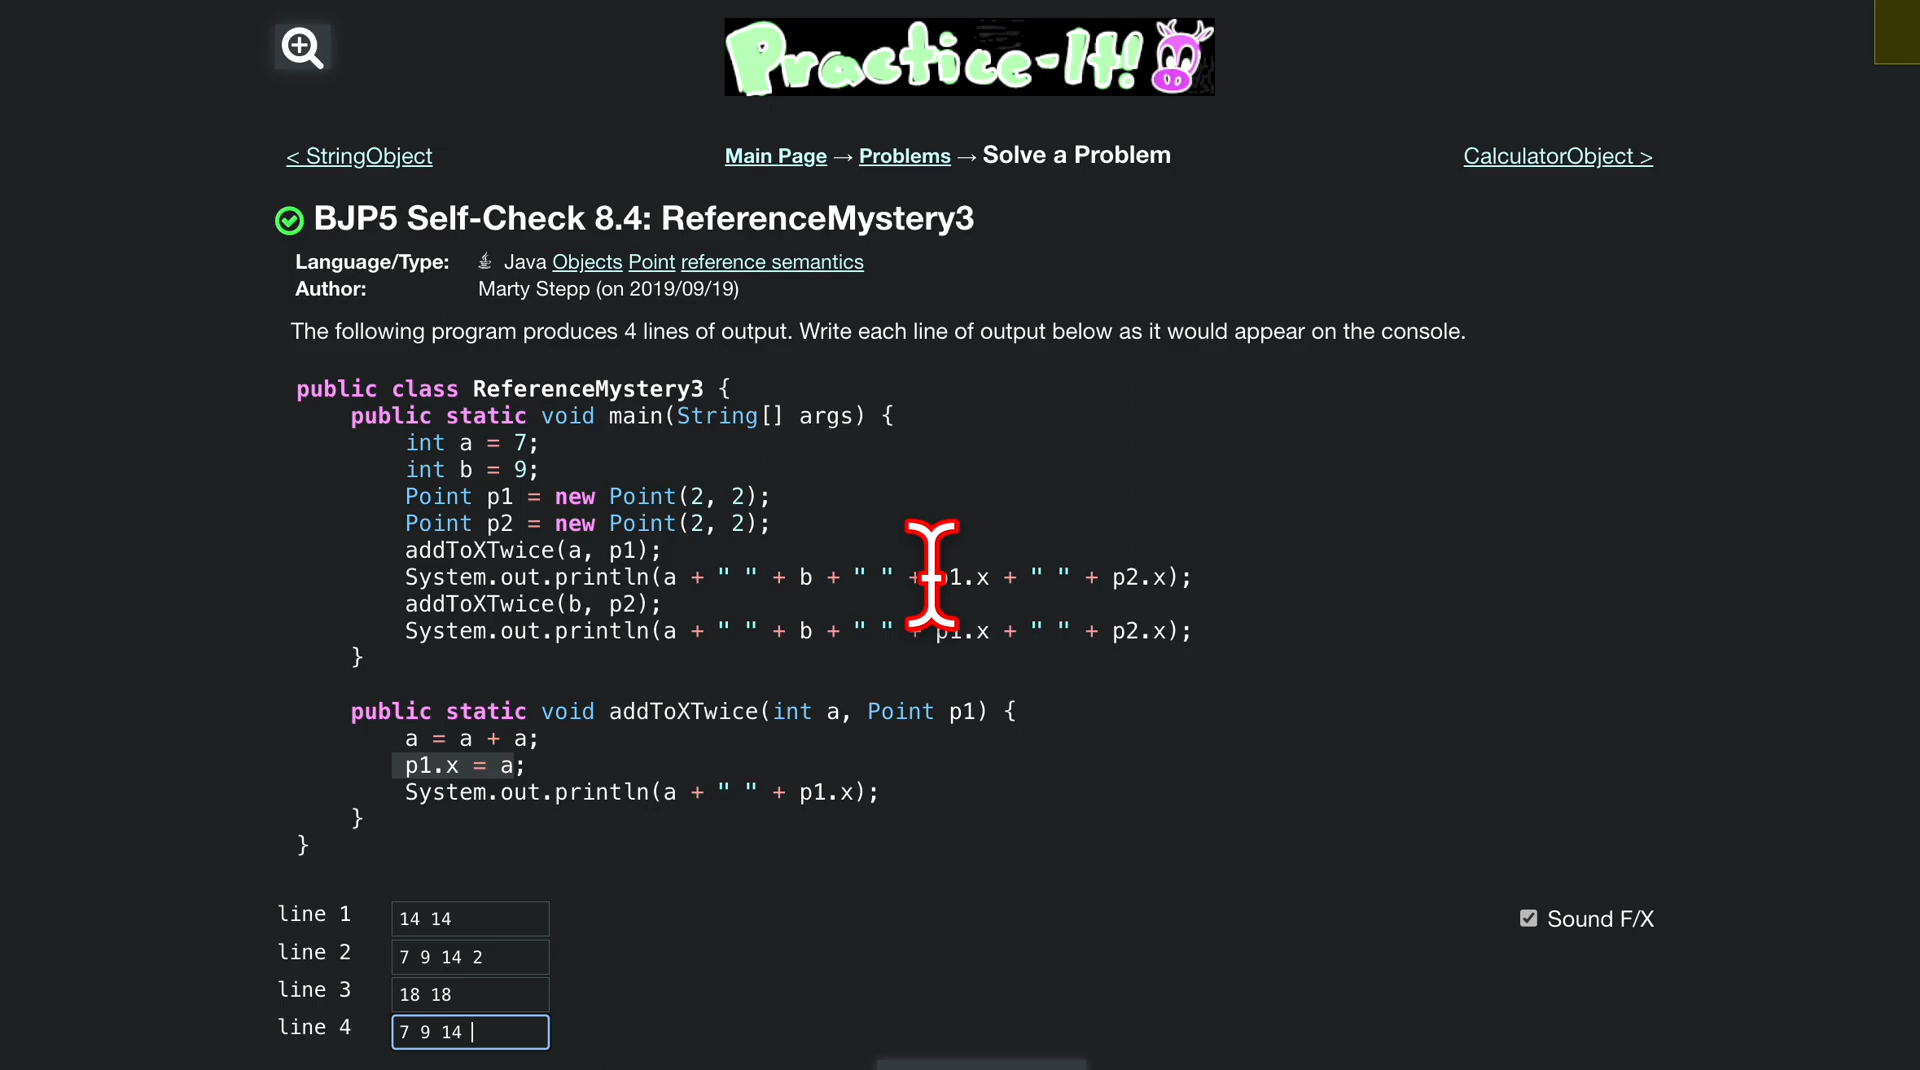 Practice-It!
< StringObject
Main Page → Problems → Solve a Problem
CalculatorObject >
BJP5 Self-Check 8.4: ReferenceMystery3
Language/Type: Java Objects Point reference semantics
Author: Marty Stepp (on 2019/09/19)
The following program produces 4 lines of output. Write each line of output below as it would appear on the console.
public class ReferenceMystery3 {
    public static void main(String[] args) {
        int a = 7;
        int b = 9;
        Point p1 = new Point(2, 2);
        Point p2 = new Point(2, 2);
        addToXTwice(a, p1);
        System.out.println(a + " " + b + " " + p1.x + " " + p2.x);
        addToXTwice(b, p2);
        System.out.println(a + " " + b + " " + p1.x + " " + p2.x);
    }
    public static void addToXTwice(int a, Point p1) {
        a = a + a;
        p1.x = a;
        System.out.println(a + " " + p1.x);
    }
}
line 1 14 14
Sound F/X
line 2 7 9 14 2
line 3 18 18
line 4 7 9 14